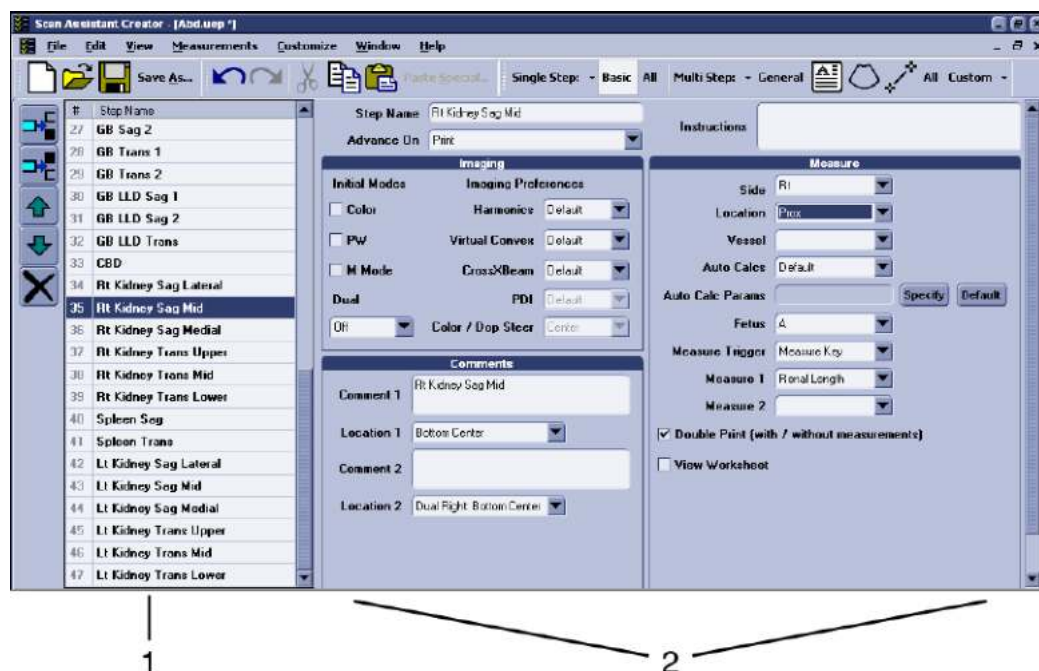 Scan Assistant Creator - [Abd.uep *]
File Edit View Measurements Customize Window Help
Save As... Paste Special... Single Step: - Basic All Multi Step: - General All Custom -
# Step Name
27 GB Sag 2
28 GB Trans 1
29 GB Trans 2
30 GB LLD Sag 1
31 GB LLD Sag 2
32 GB LLD Trans
33 CBD
34 Rt Kidney Sag Lateral
35 Rt Kidney Sag Mid
36 Rt Kidney Sag Medial
37 Rt Kidney Trans Upper
38 Rt Kidney Trans Mid
39 Rt Kidney Trans Lower
40 Spleen Sag
41 Spleen Trans
42 Lt Kidney Sag Lateral
43 Lt Kidney Sag Mid
44 Lt Kidney Sag Medial
45 Lt Kidney Trans Upper
46 Lt Kidney Trans Mid
47 Lt Kidney Trans Lower
Step Name Rt Kidney Sag Mid
Advance On Print
Imaging
Initial Modes Imaging Preferences
Color Harmonics Default
PW Virtual Convex Default
M Mode CrossXBeam Default
Dual PDI Default
Off Color / Dop Steer Center
Comments
Comment 1 Rt Kidney Sag Mid
Location 1 Bottom Center
Comment 2
Location 2 Dual Right: Bottom Center
Instructions
Measure
Side Rt
Location Prox
Vessel
Auto Calcs Default
Auto Calc Params Specify Default
Fetus A
Measure Trigger Measure Key
Measure 1 Renal Length
Measure 2
Double Print (with / without measurements)
View Worksheet
1 2